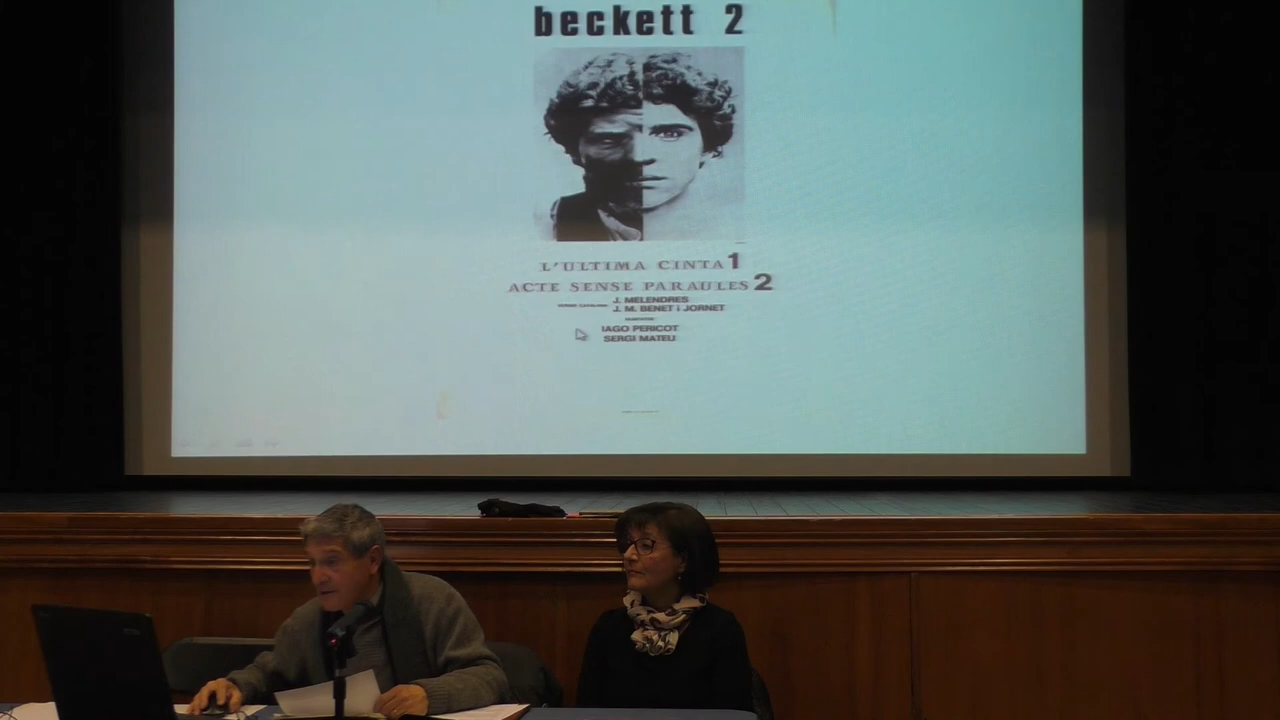 beckett 2
L'ULTIMA CINTA 1
ACTE SENSE PARAULES 2
J. MELENDRES
J. M. BENET I JORNET
IAGO PERICOT
SERGI MATEU